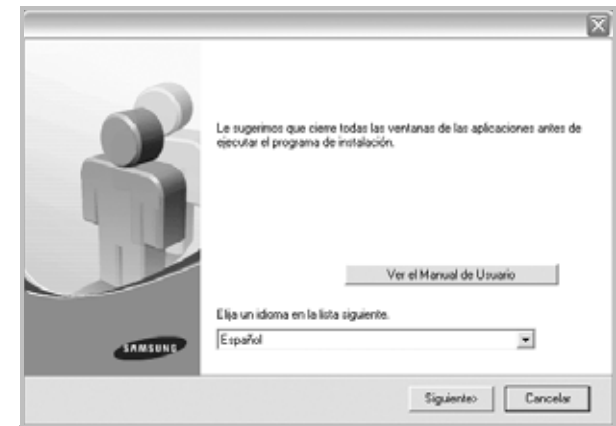 Le sugerimos que cierre todas las ventanas de las aplicaciones antes de
ejecutar el programa de instalación.
Ver el Manual de Usuario
Elija un idioma en la lista siguiente.
Español
SAMSUNG
Siguiente>
Cancelar